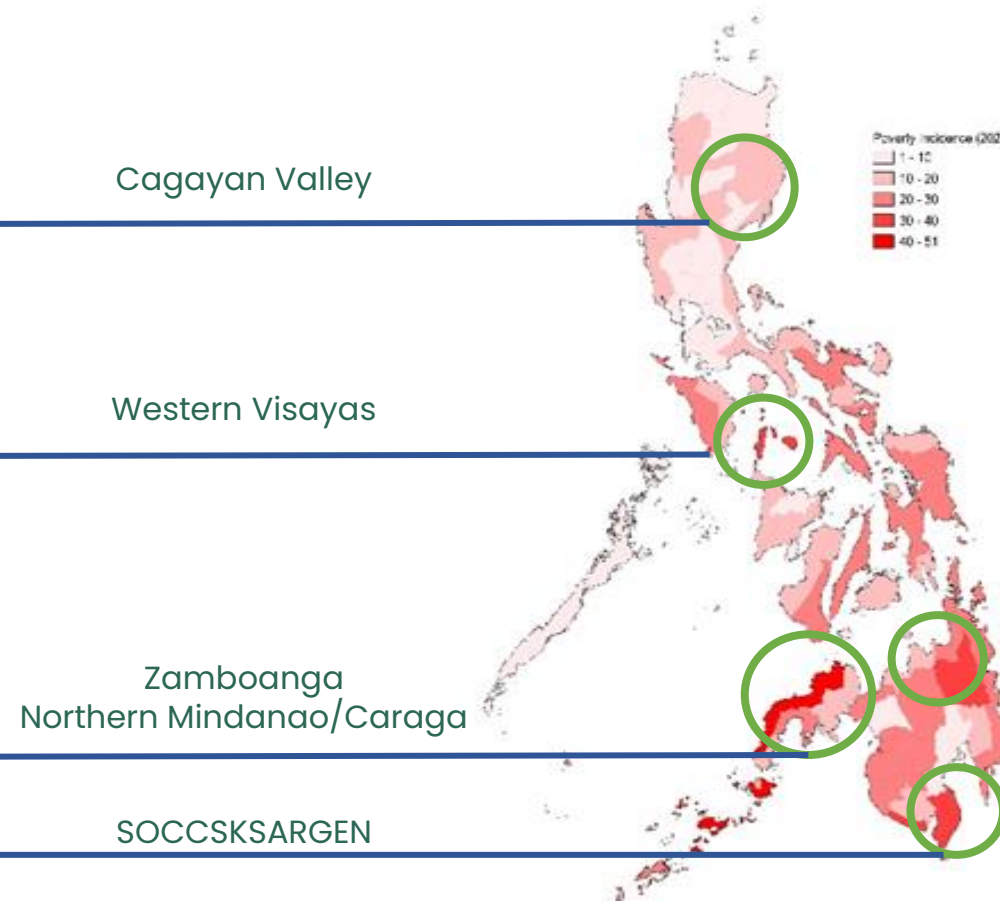 Cagayan Valley
Poverty Incidence (202
1 - 10
10 - 20
20 - 30
30 - 40
40 - 51
Western Visayas
Zamboanga
Northern Mindanao/Caraga
SOCCSKSARGEN